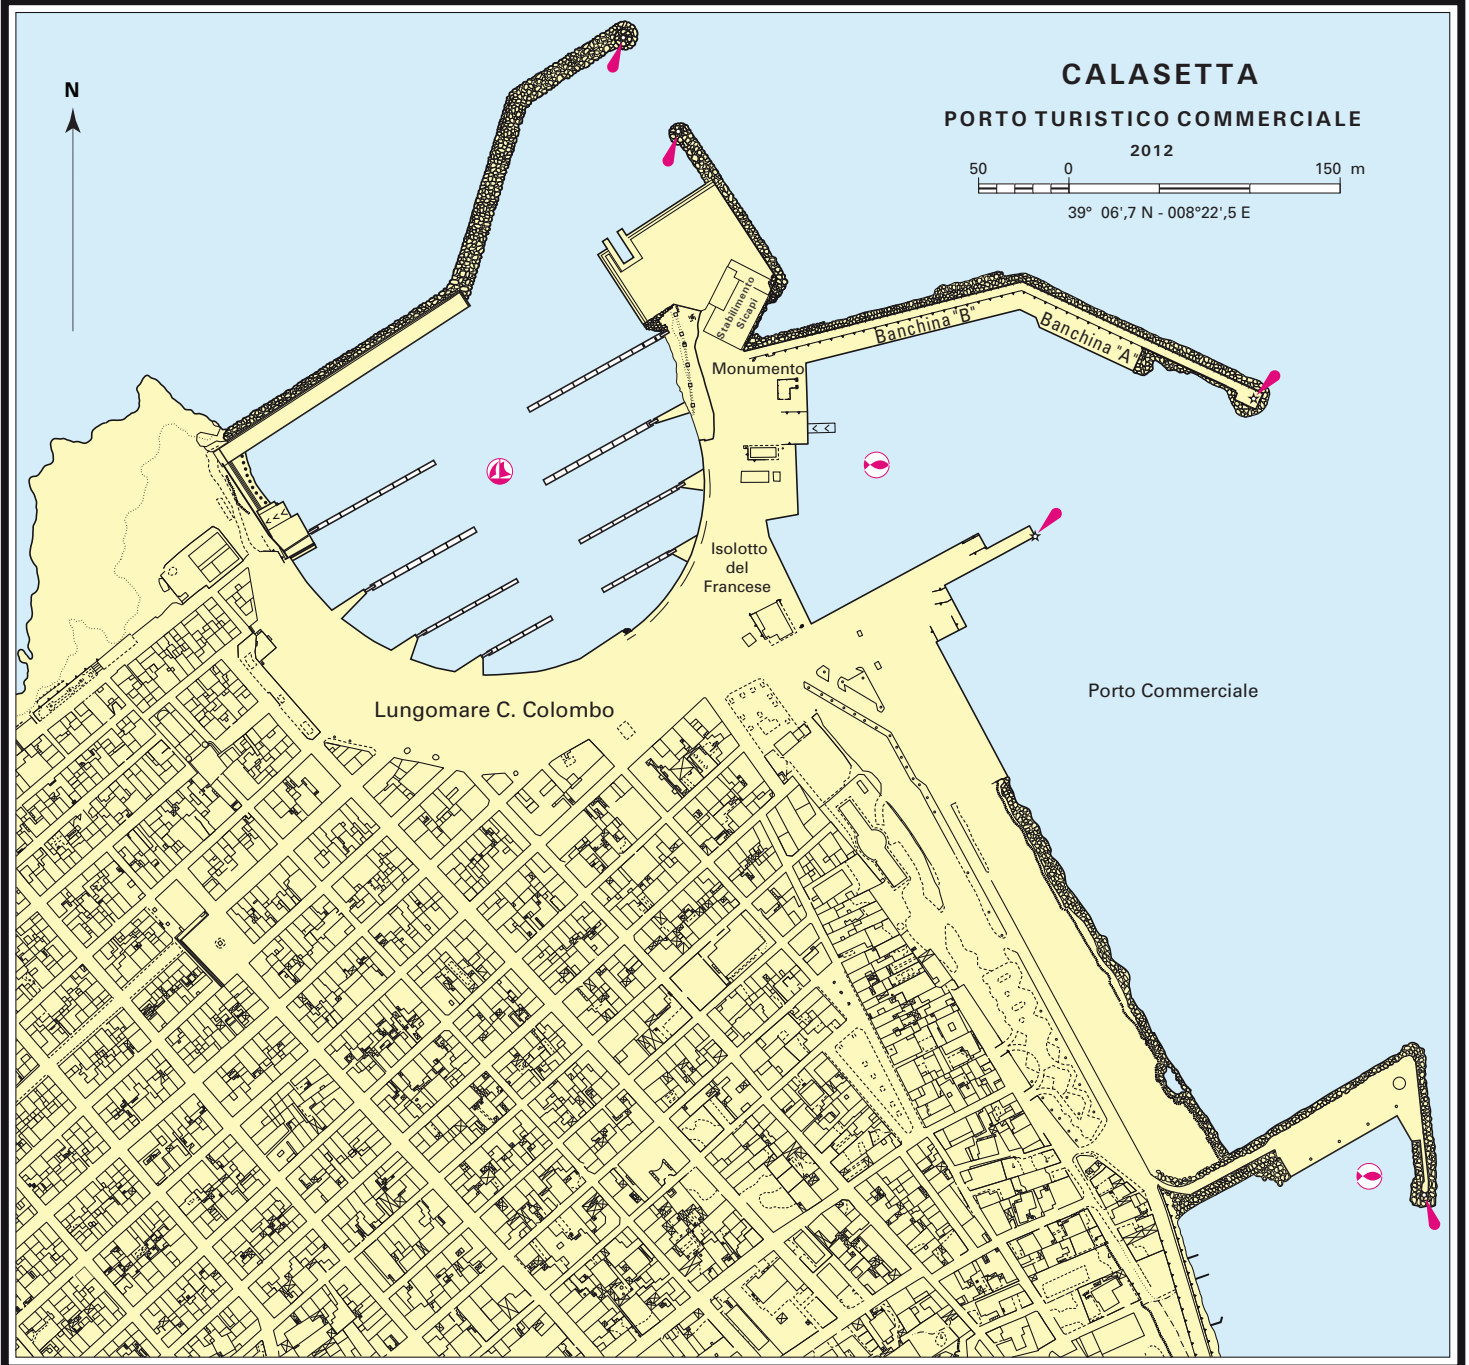 CALASETTA
PORTO TURISTICO COMMERCIALE
2012
50 0 150 m
39° 06',7 N - 008°22',5 E
N
Stabilimento
Sicapi
Banchina "B"
Banchina "A"
Monumento
Isolotto
del
Francese
Porto Commerciale
Lungomare C. Colombo